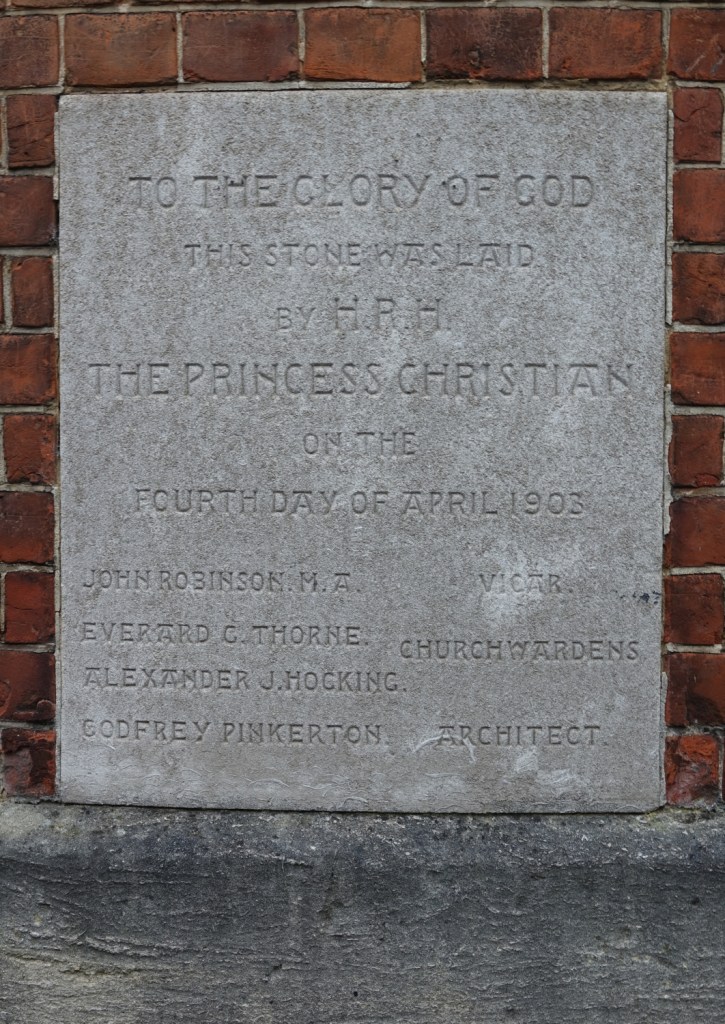 TO THE GLORY OF GOD
THIS STONE WAS LAID
BY H.R.H.
THE PRINCESS CHRISTIAN
ON THE
FOURTH DAY OF APRIL 1903
JOHN ROBINSON. M. A. VICAR.
EVERARD G. THORNE.
CHURCHWARDENS
ALEXANDER J. HOCKING.
GODFREY PINKERTON. ARCHITECT.